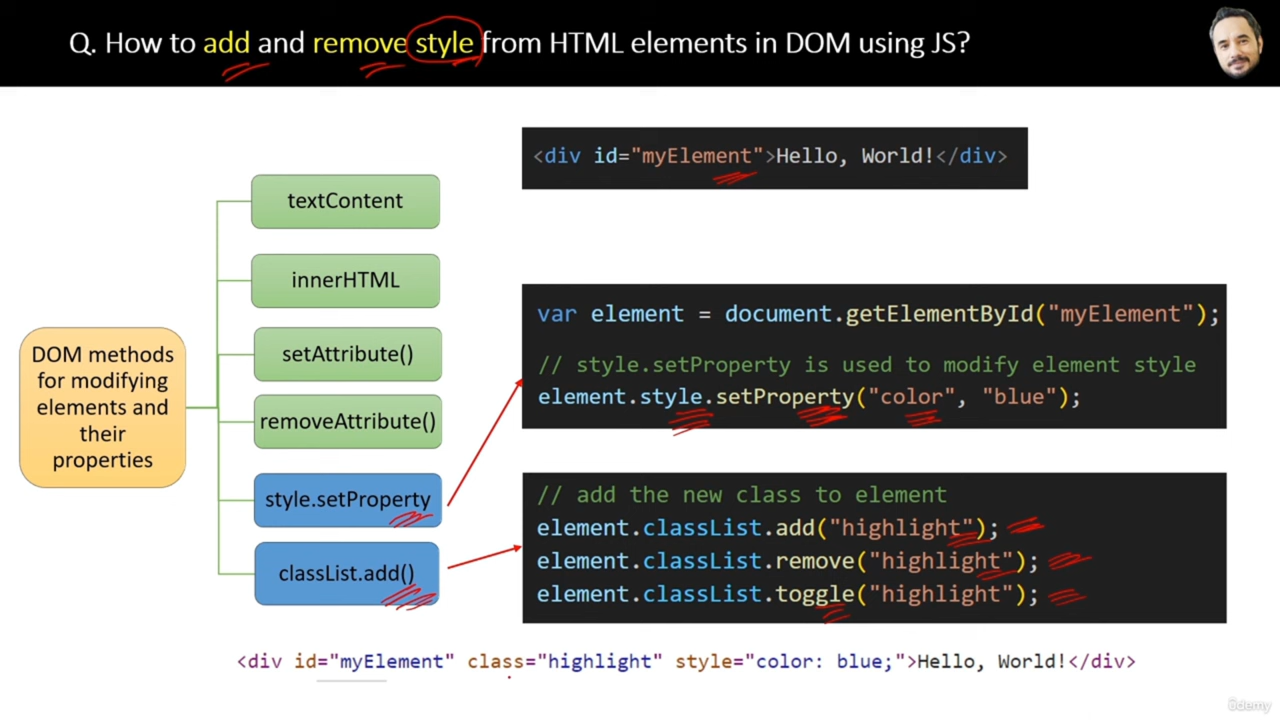 Q. How to add and remove style from HTML elements in DOM using JS?
<div id="myElement">Hello, World!</div>
textContent
innerHTML
setAttribute()
removeAttribute()
style.setProperty
classList.add()
DOM methods
for modifying
elements and
their
properties
var element = document.getElementById("myElement");
// style.setProperty is used to modify element style
element.style.setProperty("color", "blue");
// add the new class to element
element.classList.add("highlight");
element.classList.remove("highlight");
element.classList.toggle("highlight");
<div id="myElement" class="highlight" style="color: blue;">Hello, World!</div>
ûdemy